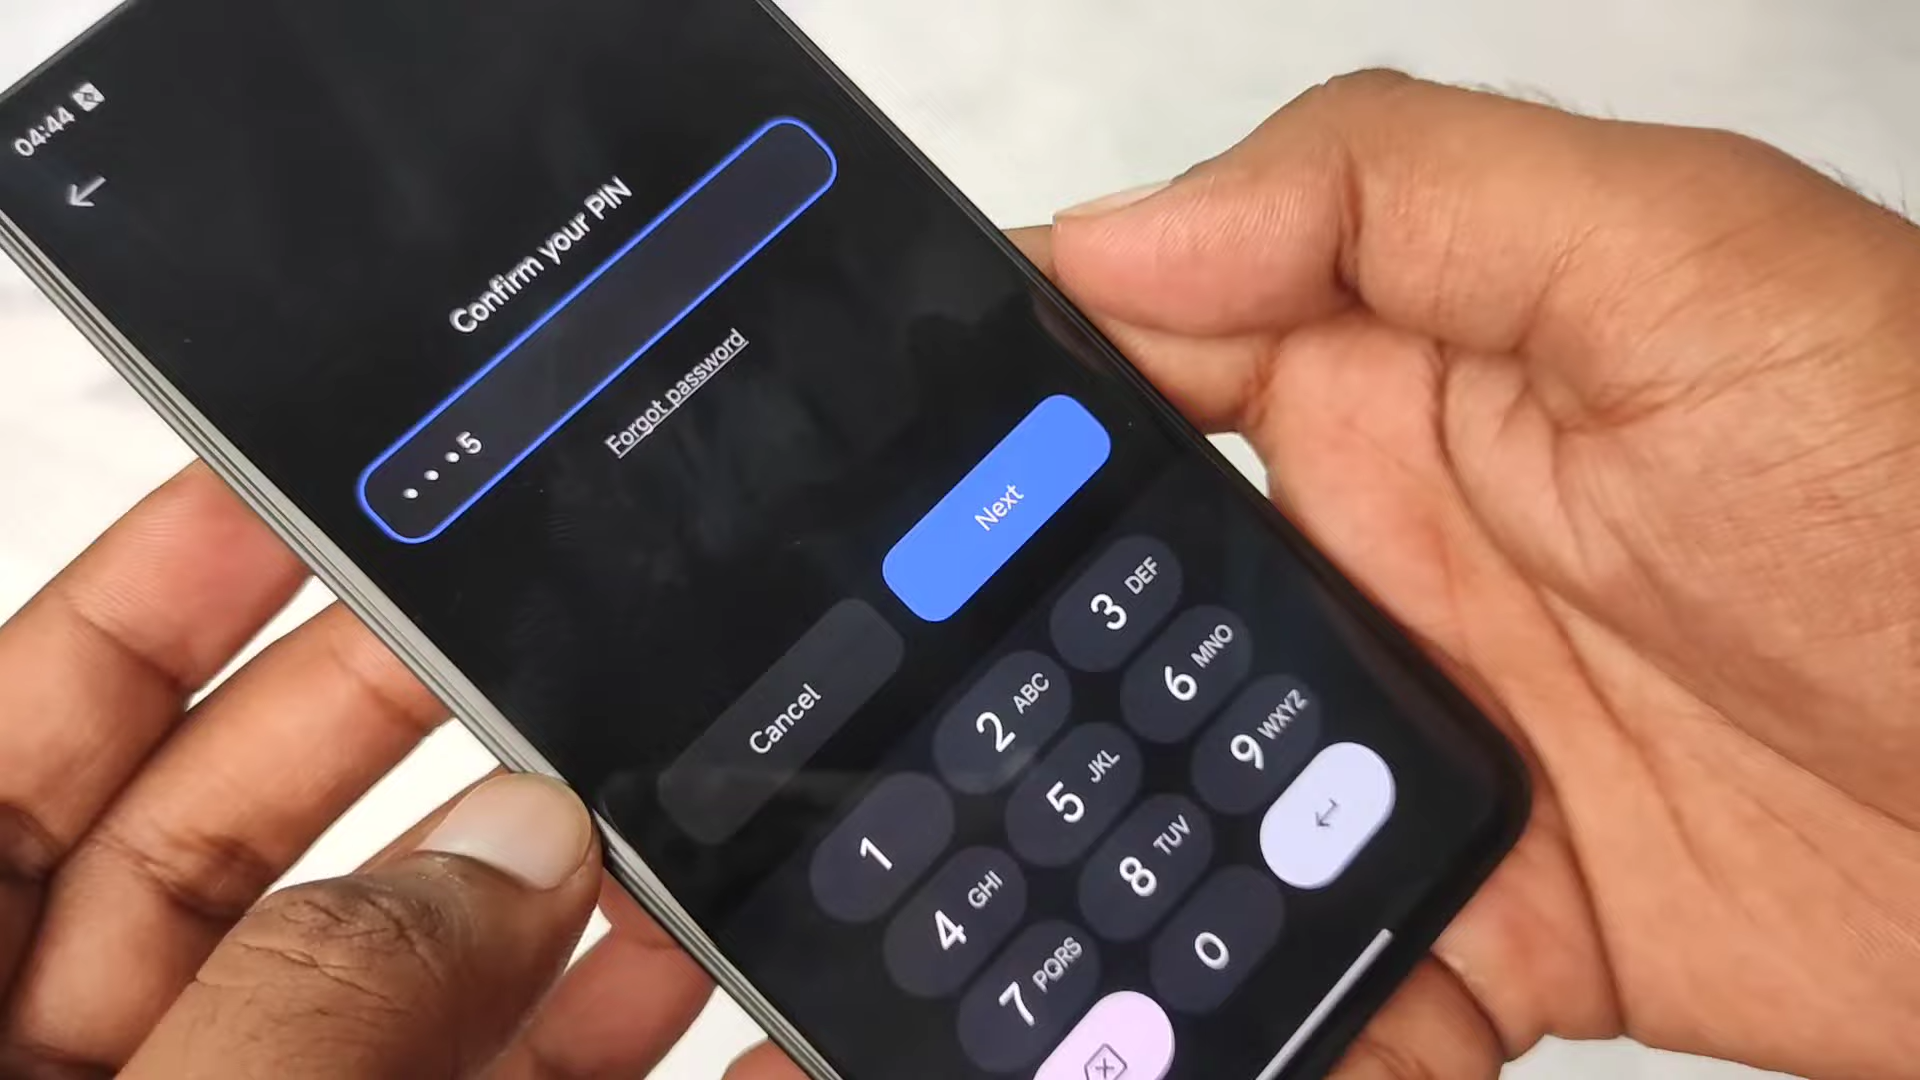 04:44
Confirm your PIN
•••5
Forgot password
Cancel Next
1 2 ABC 3 DEF
4 GHI 5 JKL 6 MNO
7 PQRS 8 TUV 9 WXYZ
0